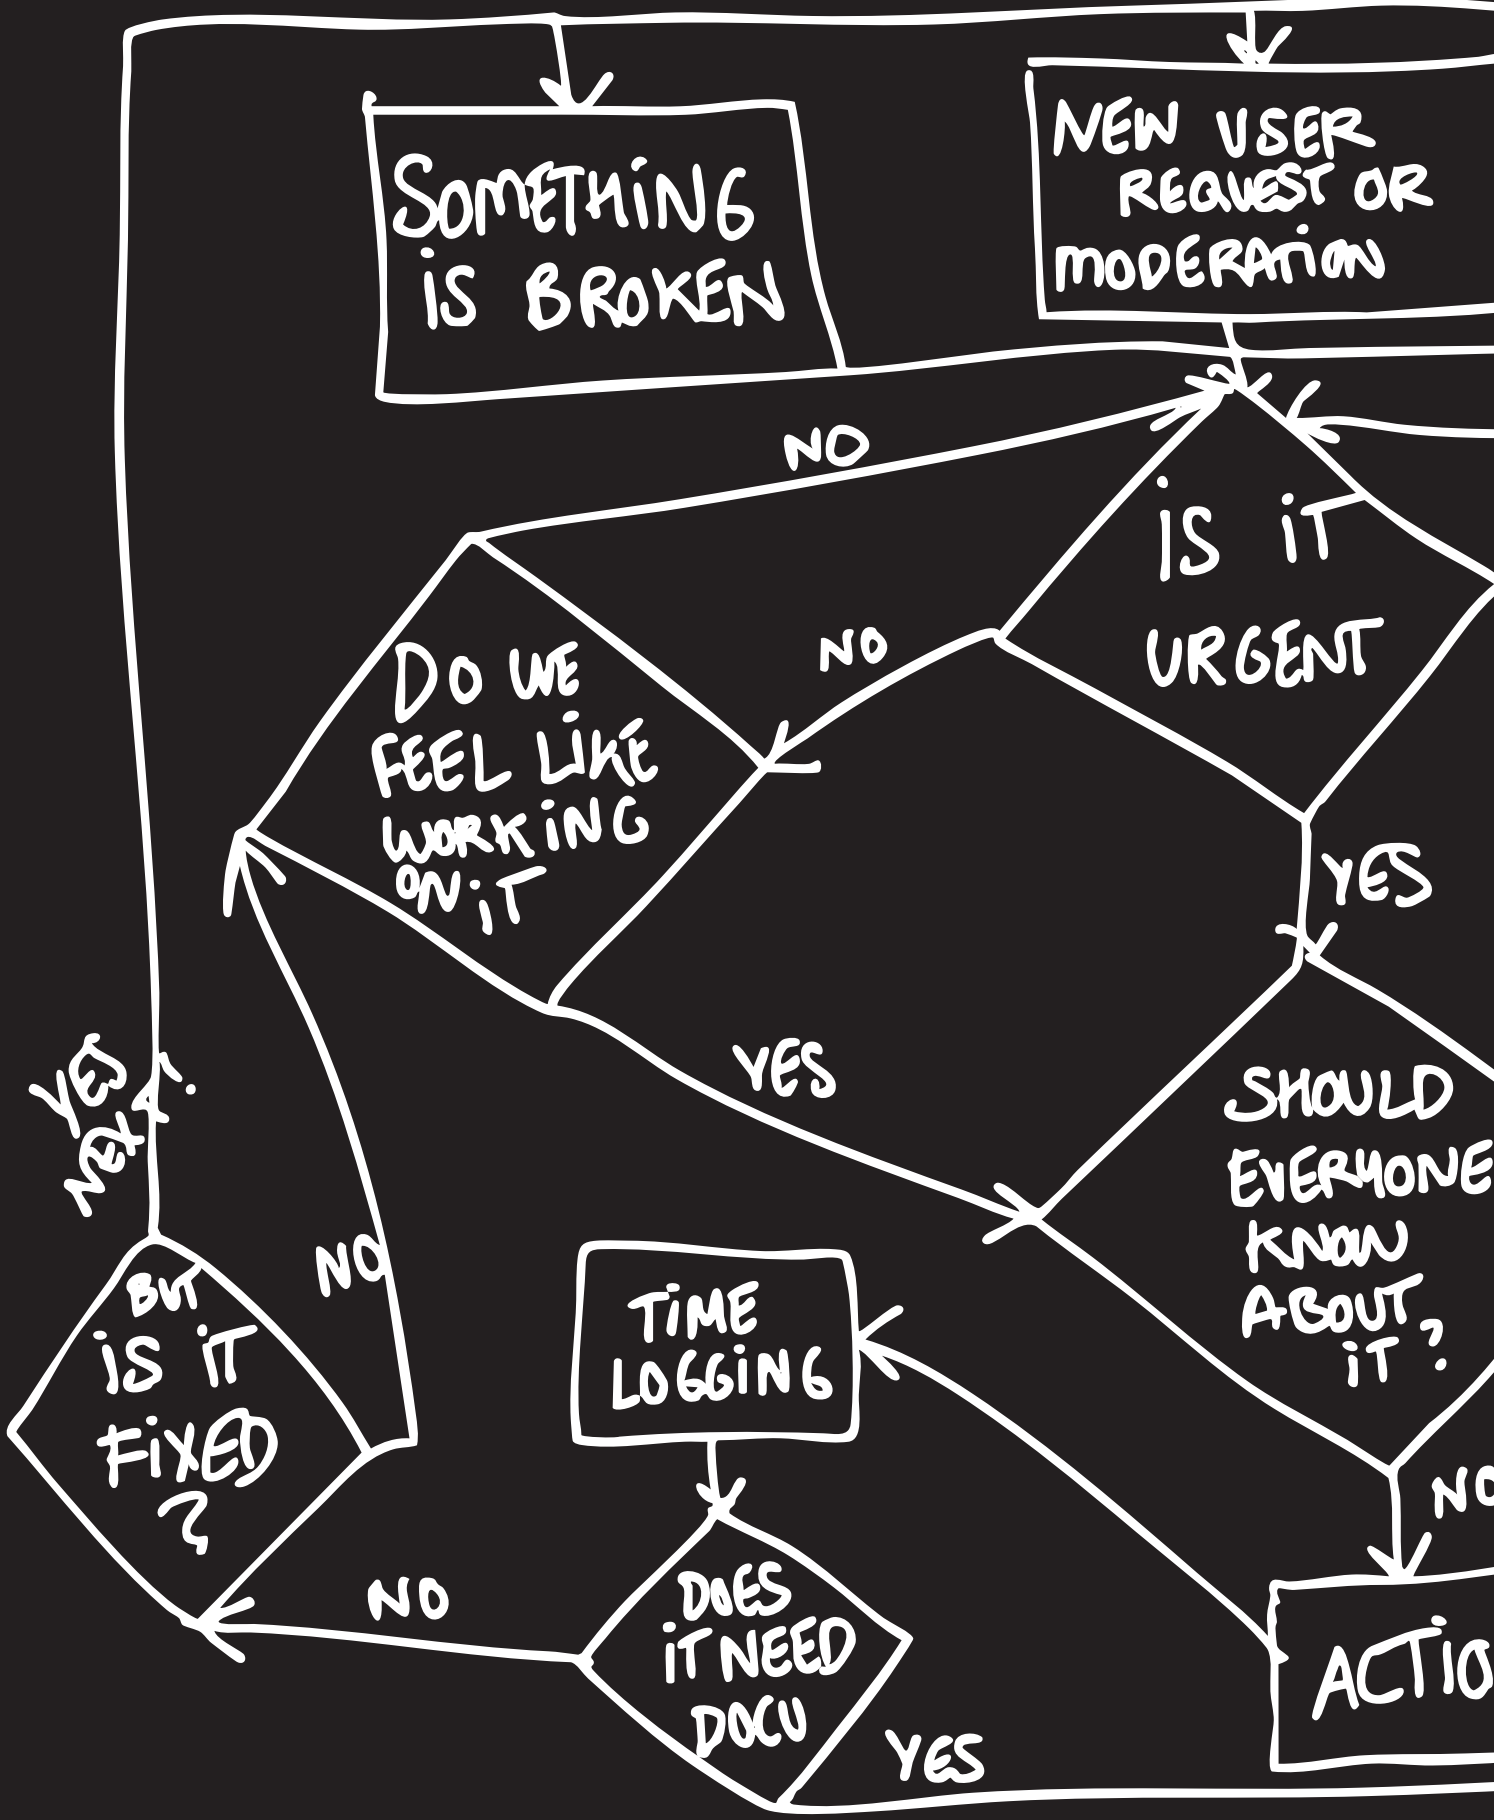 SOMETHING
iS BROKEN
NEW USER
REQUEST OR
MODERATION
NO
iS iT
URGENT
NO
DO WE
FEEL LIKE
WORKiNG
ON iT
YES
YES
YES
NEXT.
SHOULD
EVERYONE
KNOW
ABOUT
iT?
NO
BUT
iS iT
FiXED
?
TiME
LOGGiNG
NO
NO
DOES
iT NEED
DOCU
YES
ACTIO